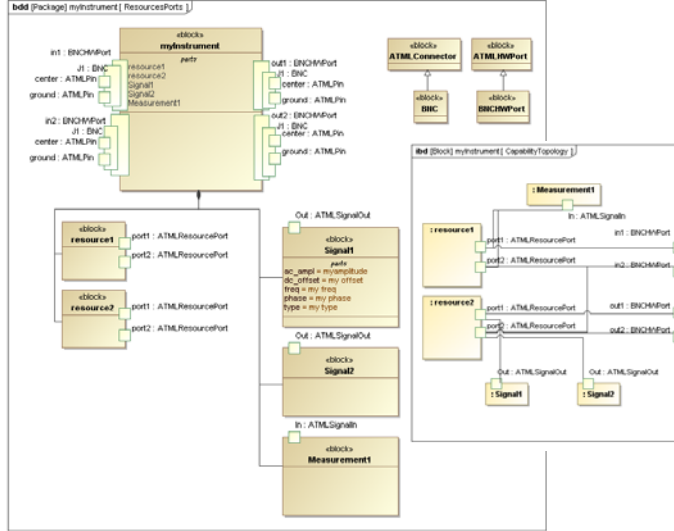 bdd [Package] myInstrument [ ResourcesPorts ]
«block»
myInstrument
parts
resource1
resource2
Signal1
Signal2
Measurement1
in1 : BNCHWPort
J1 : BNC
center : ATMLPin
ground : ATMLPin
in2 : BNCHWPort
J1 : BNC
center : ATMLPin
ground : ATMLPin
out1 : BNCHWPort
J1 : BNC
center : ATMLPin
ground : ATMLPin
out2 : BNCHWPort
J1 : BNC
center : ATMLPin
ground : ATMLPin
«block»
ATMLConnector
«block»
ATMLHWPort
«block»
BNC
«block»
BNCHWPort
«block»
resource1
port1 : ATMLResourcePort
port2 : ATMLResourcePort
«block»
resource2
port1 : ATMLResourcePort
port2 : ATMLResourcePort
Out : ATMLSignalOut
«block»
Signal1
parts
ac_ampl = myamplitude
dc_offset = my offset
freq = my freq
phase = my phase
type = my type
Out : ATMLSignalOut
«block»
Signal2
In : ATMLSignalIn
«block»
Measurement1
ibd [Block] myInstrument [ CapabilityTopology ]
: Measurement1
In : ATMLSignalIn
: resource1
port1 : ATMLResourcePort
port2 : ATMLResourcePort
in1 : BNCHWPort
in2 : BNCHWPort
: resource2
port1 : ATMLResourcePort
port2 : ATMLResourcePort
out1 : BNCHWPort
out2 : BNCHWPort
Out : ATMLSignalOut
: Signal1
Out : ATMLSignalOut
: Signal2